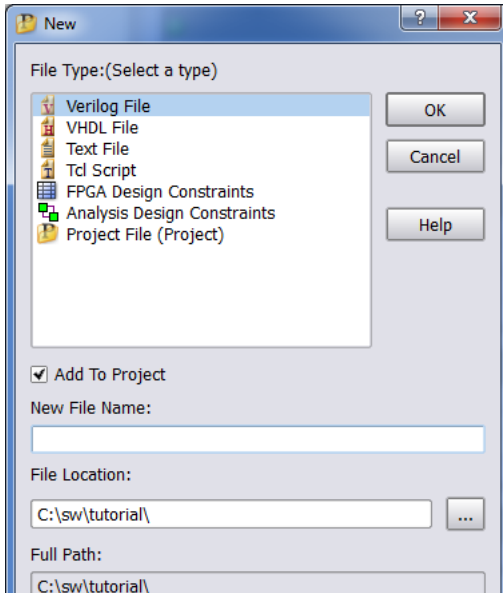 New
File Type:(Select a type)
Verilog File
VHDL File
Text File
Tcl Script
FPGA Design Constraints
Analysis Design Constraints
Project File (Project)
OK
Cancel
Help
Add To Project
New File Name:
File Location:
C:\sw\tutorial\
...
Full Path:
C:\sw\tutorial\